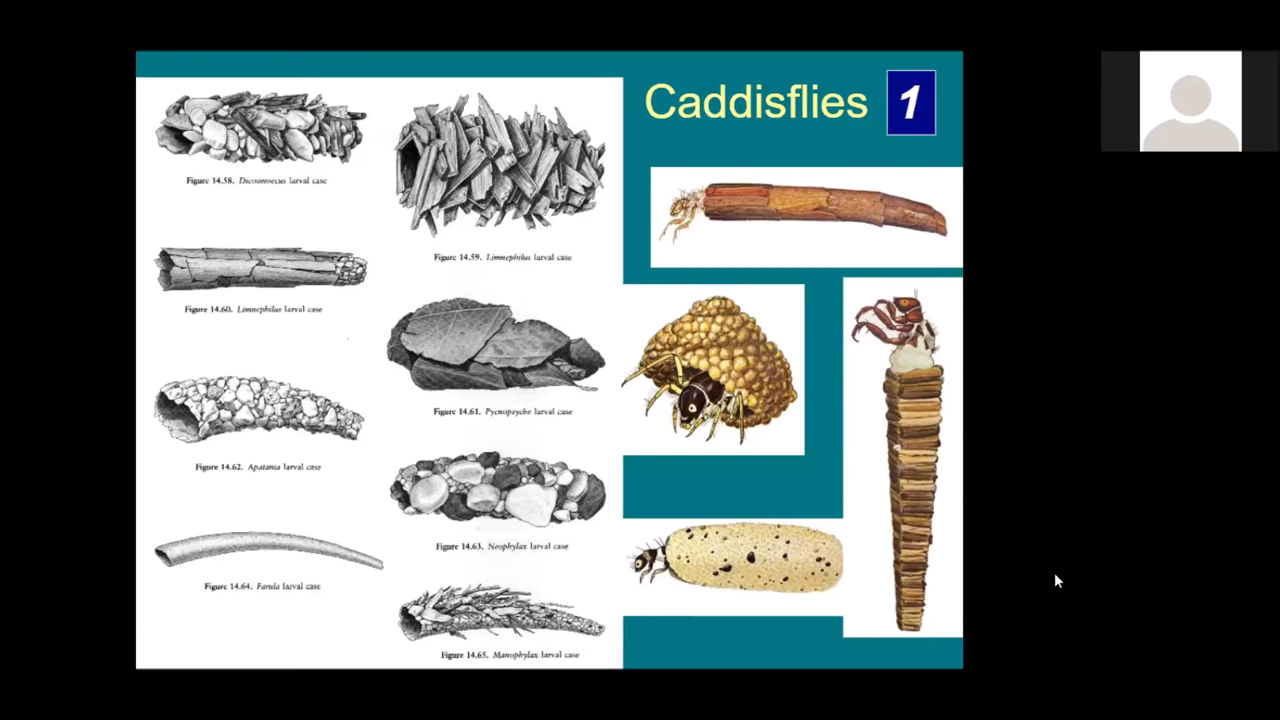 Caddisflies 1
Figure 14.58. Dicosmoecus larval case
Figure 14.59. Limnephilus larval case
Figure 14.60. Limnephilus larval case
Figure 14.61. Pycnopsyche larval case
Figure 14.62. Apatania larval case
Figure 14.63. Neophylax larval case
Figure 14.64. Farula larval case
Figure 14.65. Manophylax larval case